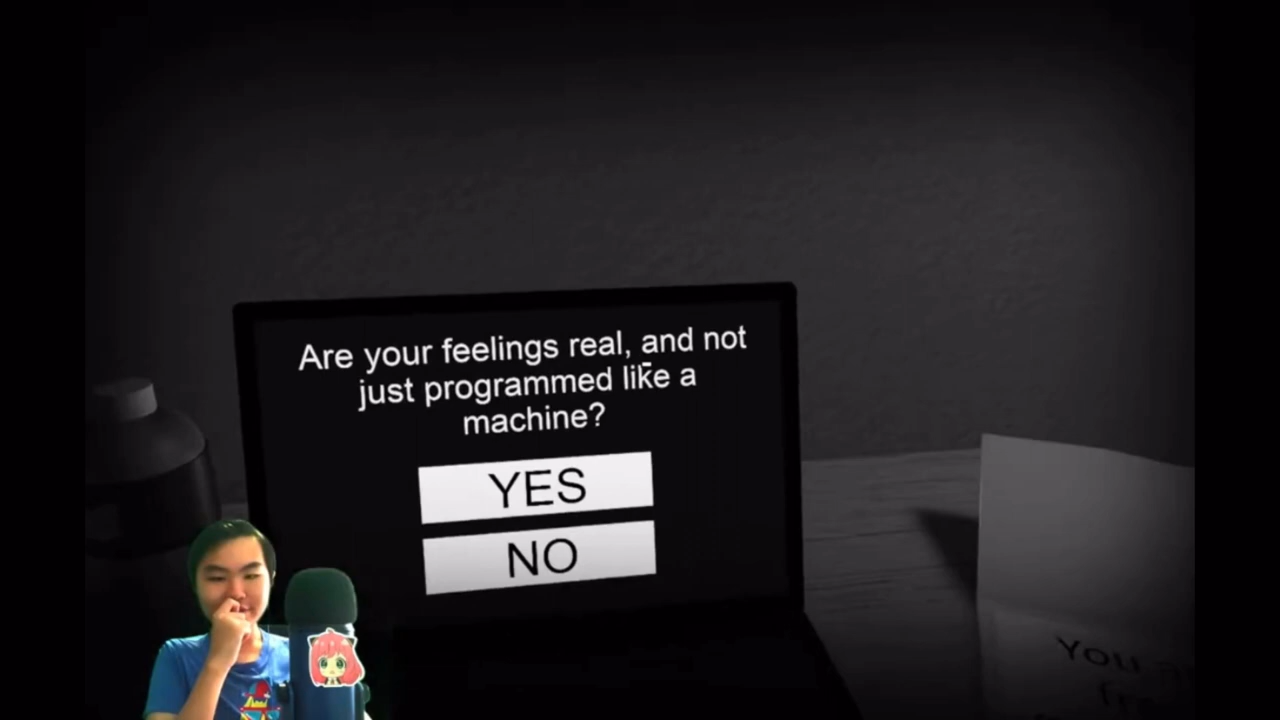 Are your feelings real, and not
just programmed like a
machine?
YES
NO
YOU